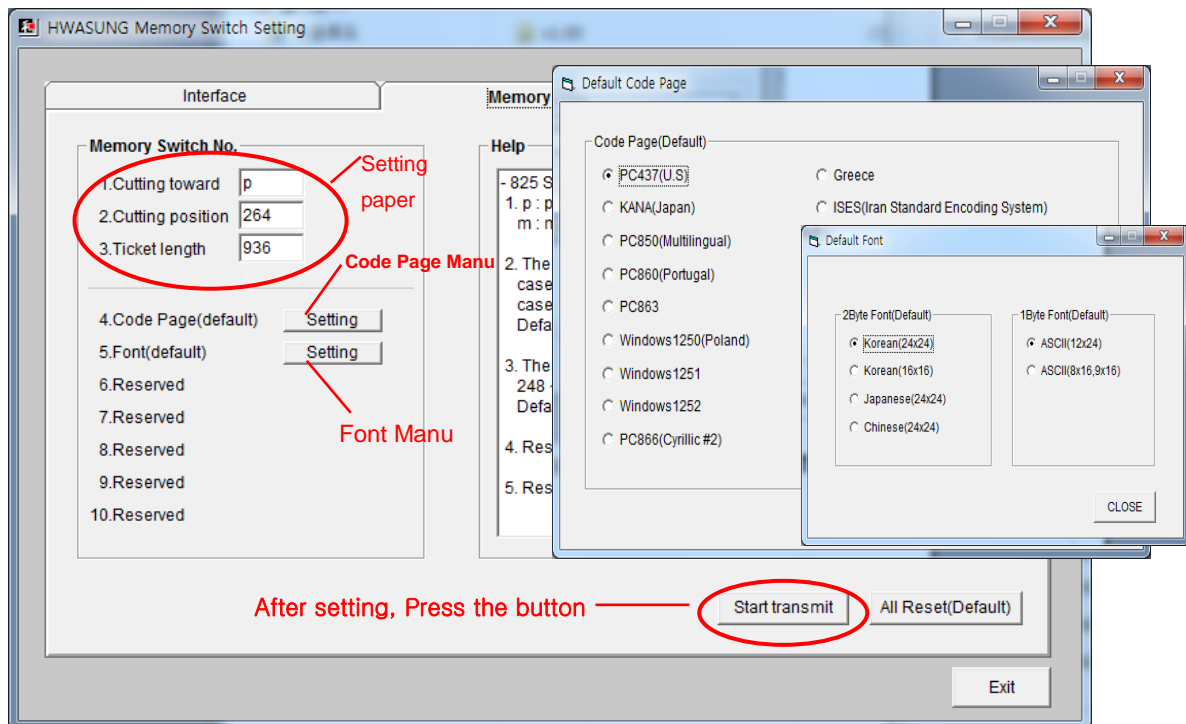 HWASUNG Memory Switch Setting
Interface
Memory
Memory Switch No.
1.Cutting toward p
2.Cutting position 264
3.Ticket length 936
Setting
paper
Code Page Manu
4.Code Page(default) Setting
5.Font(default) Setting
6.Reserved
7.Reserved
8.Reserved
9.Reserved
10.Reserved
Font Manu
Help
- 825 S
1. p : p
m : m
2. The
case
case
Defa
3. The
248 ~
Defa
4. Res
5. Res
Default Code Page
Code Page(Default)
PC437(U.S)
KANA(Japan)
PC850(Multilingual)
PC860(Portugal)
PC863
Windows1250(Poland)
Windows1251
Windows1252
PC866(Cyrillic #2)
Greece
ISES(Iran Standard Encoding System)
Default Font
2Byte Font(Default)
Korean(24x24)
Korean(16x16)
Japanese(24x24)
Chinese(24x24)
1Byte Font(Default)
ASCII(12x24)
ASCII(8x16,9x16)
CLOSE
After setting, Press the button
Start transmit
All Reset(Default)
Exit